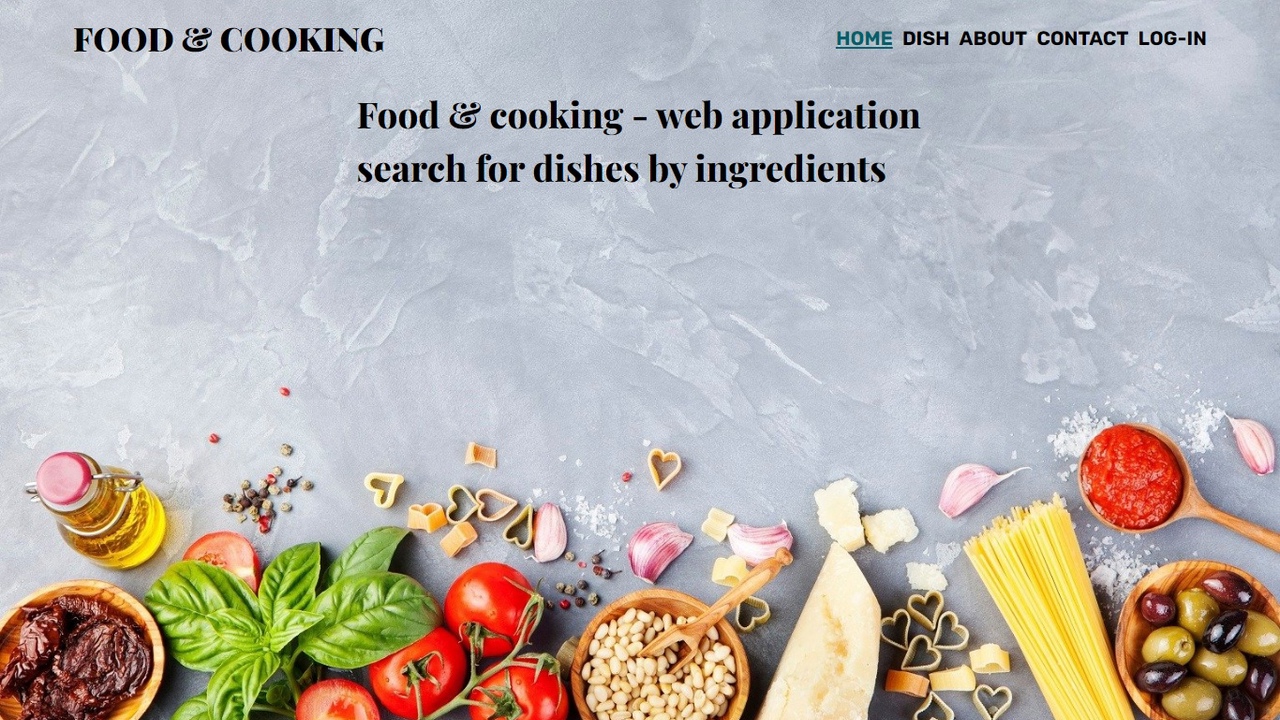 FOOD & COOKING
HOME DISH ABOUT CONTACT LOG-IN
Food & cooking - web application
search for dishes by ingredients